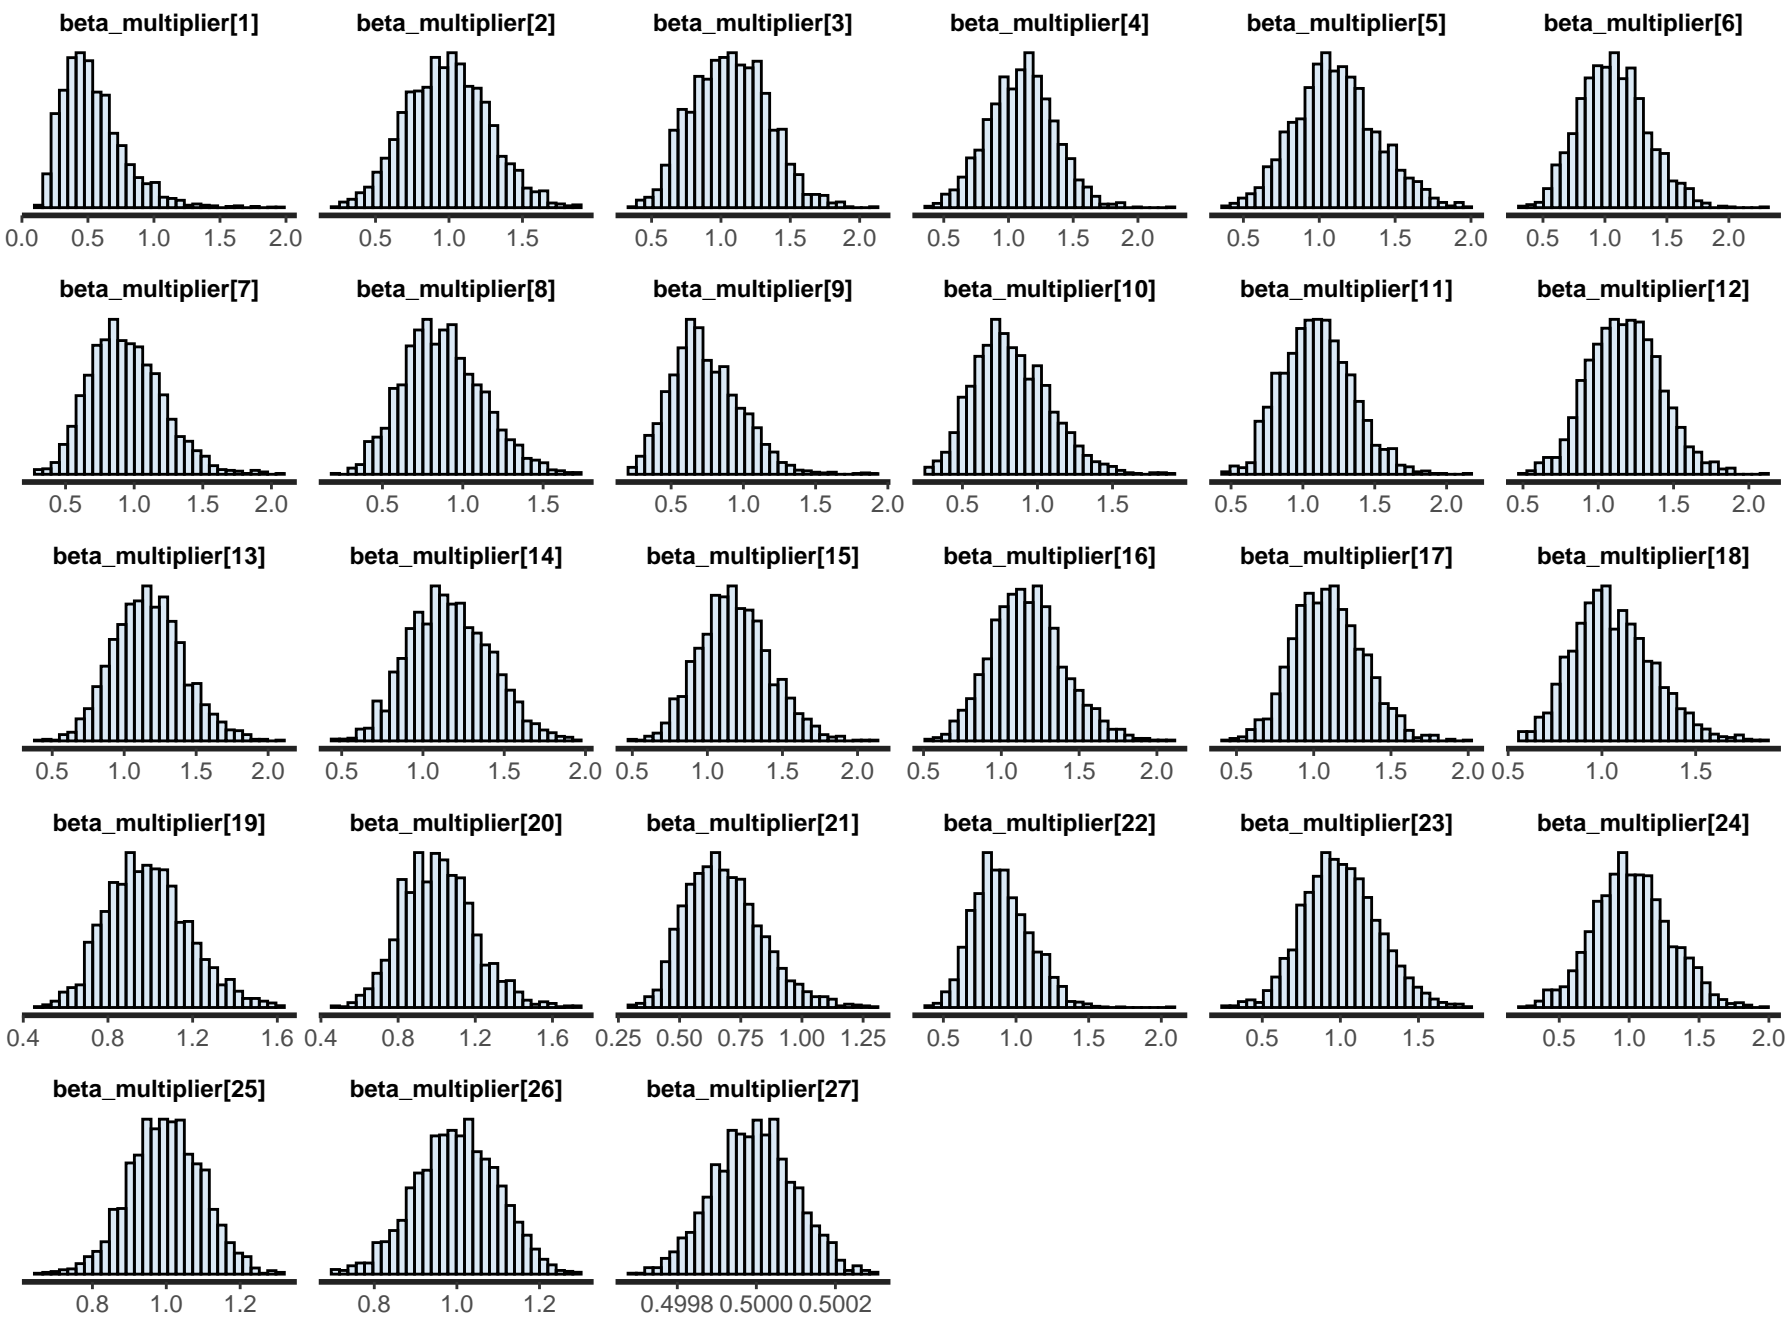 beta_multiplier[1] beta_multiplier[2] beta_multiplier[3] beta_multiplier[4] beta_multiplier[5] beta_multiplier[6]
0.0 0.5 1.0 1.5 2.0 0.5 1.0 1.5 0.5 1.0 1.5 2.0 0.5 1.0 1.5 2.0 0.5 1.0 1.5 2.0 0.5 1.0 1.5 2.0
beta_multiplier[7] beta_multiplier[8] beta_multiplier[9] beta_multiplier[10] beta_multiplier[11] beta_multiplier[12]
0.5 1.0 1.5 2.0 0.5 1.0 1.5 0.5 1.0 1.5 2.0 0.5 1.0 1.5 0.5 1.0 1.5 2.0 0.5 1.0 1.5 2.0
beta_multiplier[13] beta_multiplier[14] beta_multiplier[15] beta_multiplier[16] beta_multiplier[17] beta_multiplier[18]
0.5 1.0 1.5 2.0 0.5 1.0 1.5 2.0 0.5 1.0 1.5 2.0 0.5 1.0 1.5 2.0 0.5 1.0 1.5 2.0 0.5 1.0 1.5
beta_multiplier[19] beta_multiplier[20] beta_multiplier[21] beta_multiplier[22] beta_multiplier[23] beta_multiplier[24]
0.4 0.8 1.2 1.6 0.4 0.8 1.2 1.6 0.25 0.50 0.75 1.00 1.25 0.5 1.0 1.5 2.0 0.5 1.0 1.5 0.5 1.0 1.5 2.0
beta_multiplier[25] beta_multiplier[26] beta_multiplier[27]
0.8 1.0 1.2 0.8 1.0 1.2 0.4998 0.5000 0.5002